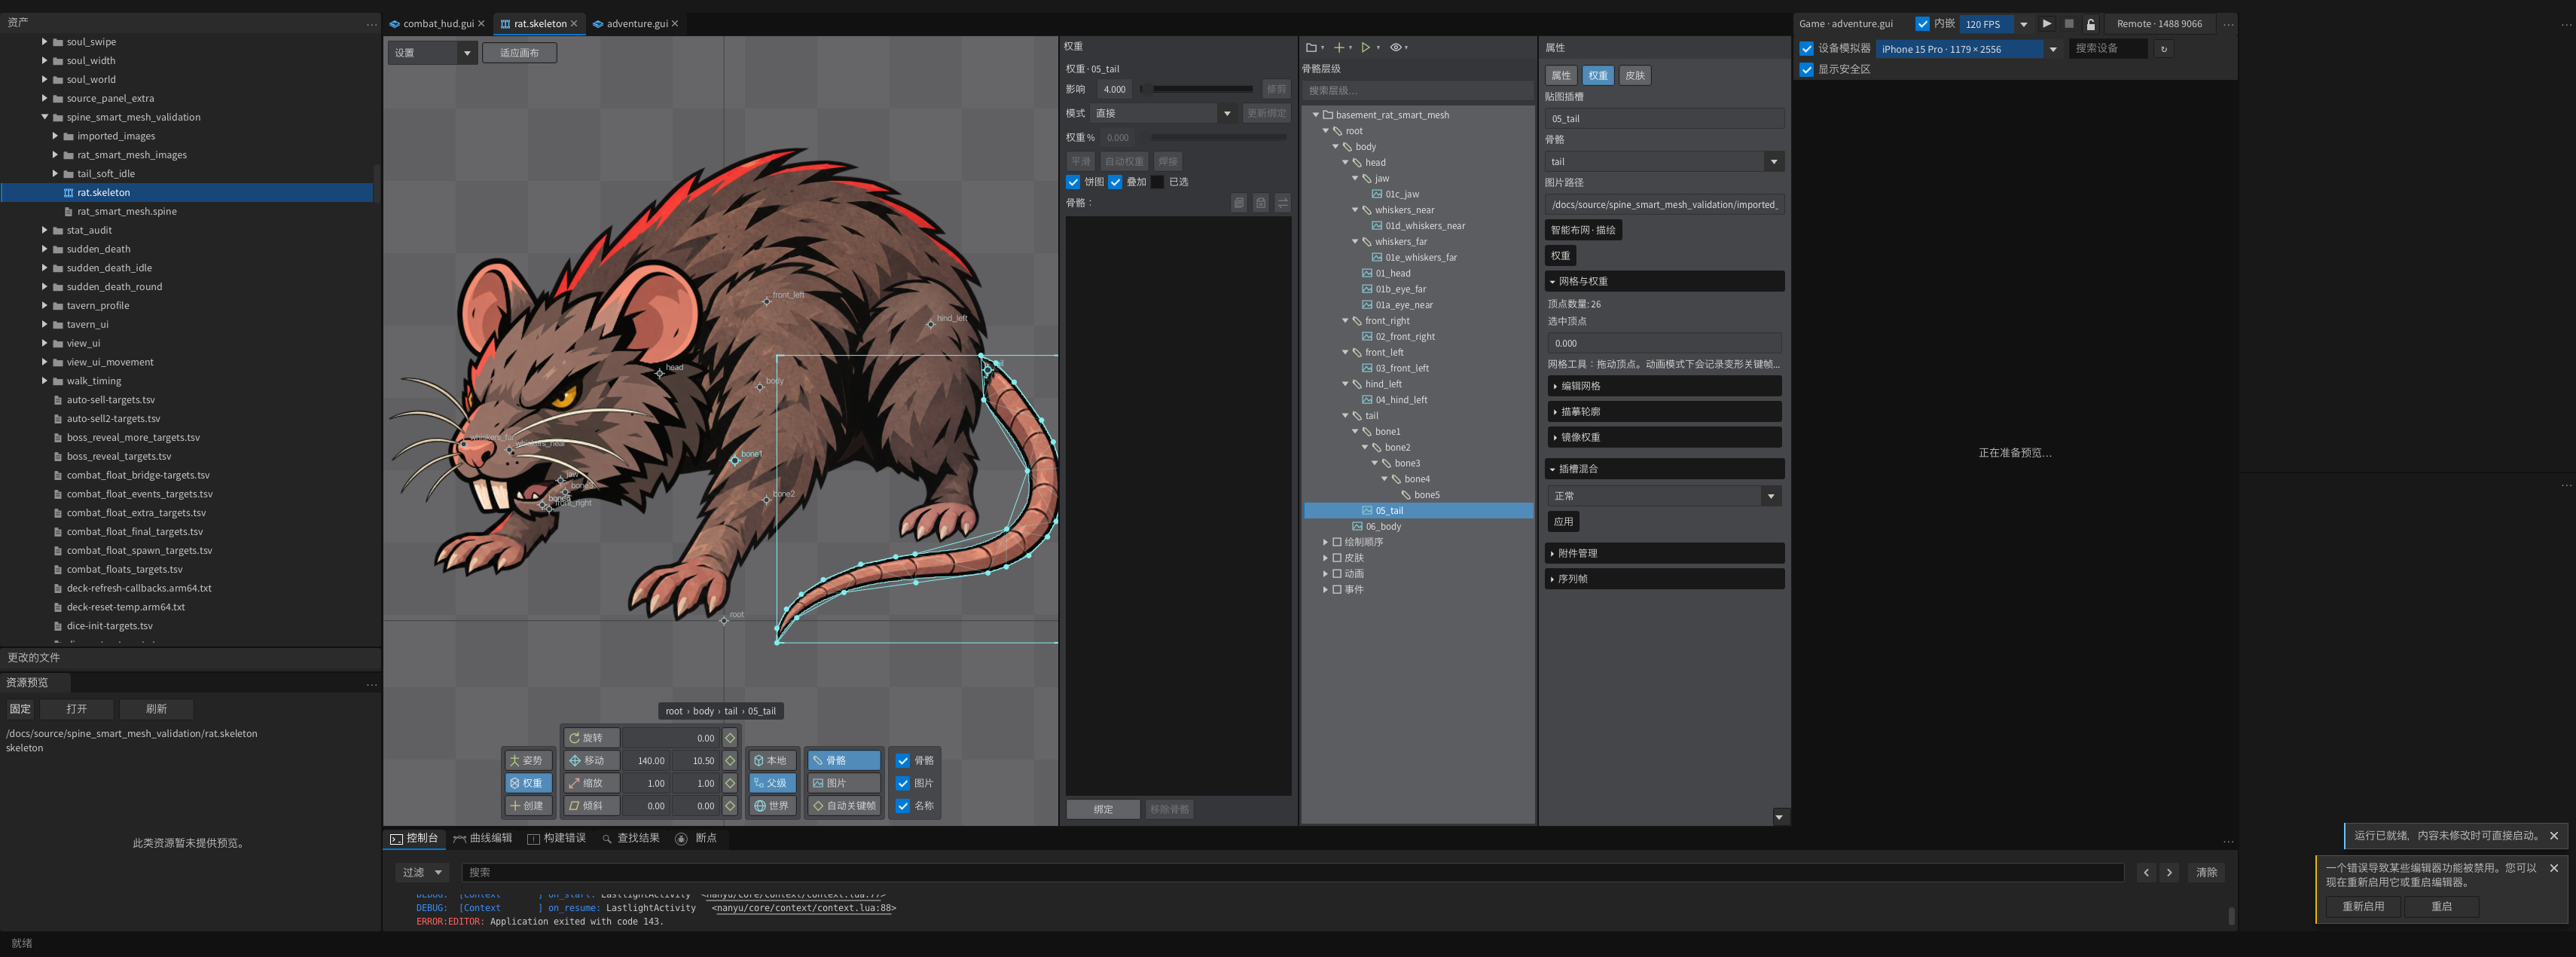 资产
soul_swipe
soul_width
soul_world
source_panel_extra
spine_smart_mesh_validation
imported_images
rat_smart_mesh_images
tail_soft_idle
rat.skeleton
rat_smart_mesh.spine
stat_audit
sudden_death
sudden_death_idle
sudden_death_round
tavern_profile
tavern_ui
view_ui
view_ui_movement
walk_timing
auto-sell-targets.tsv
auto-sell2-targets.tsv
boss_reveal_more_targets.tsv
boss_reveal_targets.tsv
combat_float_bridge-targets.tsv
combat_float_events_targets.tsv
combat_float_extra_targets.tsv
combat_float_final_targets.tsv
combat_float_spawn_targets.tsv
combat_floats_targets.tsv
deck-refresh-callbacks.arm64.txt
deck-reset-temp.arm64.txt
dice-init-targets.tsv
更改的文件
资源预览
固定 打开 刷新
/docs/source/spine_smart_mesh_validation/rat.skeleton
skeleton
此类资源暂未提供预览。
就绪
combat_hud.gui rat.skeleton adventure.gui
设置 适应画布
front_left
hind_left
head
body
whiskers_far
whiskers_near
bone1
jaw
bone2
front_right
root
root › body › tail › 05_tail
旋转 0.00
姿势 移动 140.00 10.50 本地 骨骼 骨骼
权重 缩放 1.00 1.00 父级 图片 图片
创建 倾斜 0.00 0.00 世界 自动关键帧 名称
权重
权重 · 05_tail
影响 4.000 修剪
模式 直接 更新绑定
权重 % 0.000
平滑 自动权重 焊接
饼图 叠加 已选
骨骼：
绑定 移除骨骼
骨骼层级
搜索层级...
basement_rat_smart_mesh
root
body
head
jaw
01c_jaw
whiskers_near
01d_whiskers_near
whiskers_far
01e_whiskers_far
01_head
01b_eye_far
01a_eye_near
front_right
02_front_right
front_left
03_front_left
hind_left
04_hind_left
tail
bone1
bone2
bone3
bone4
bone5
05_tail
06_body
绘制顺序
皮肤
动画
事件
属性
属性 权重 皮肤
贴图插槽
05_tail
骨骼
tail
图片路径
/docs/source/spine_smart_mesh_validation/imported_
智能布网 · 描绘
权重
网格与权重
顶点数量: 26
选中顶点
0.000
网格工具：拖动顶点。动画模式下会记录变形关键帧...
编辑网格
描摹轮廓
镜像权重
插槽混合
正常
应用
附件管理
序列帧
Game · adventure.gui 内嵌 120 FPS Remote · 1488 9066
设备模拟器 iPhone 15 Pro · 1179 × 2556 搜索设备
显示安全区
正在准备预览…
控制台 曲线编辑 构建错误 查找结果 断点
过滤 搜索 清除
DEBUG: [Context ] on_start: LastlightActivity <nanyu/core/context/context.lua:77>
DEBUG: [Context ] on_resume: LastlightActivity <nanyu/core/context/context.lua:88>
ERROR:EDITOR: Application exited with code 143.
运行已就绪，内容未修改时可直接启动。
一个错误导致某些编辑器功能被禁用。您可以
现在重新启用它或重启编辑器。
重新启用 重启